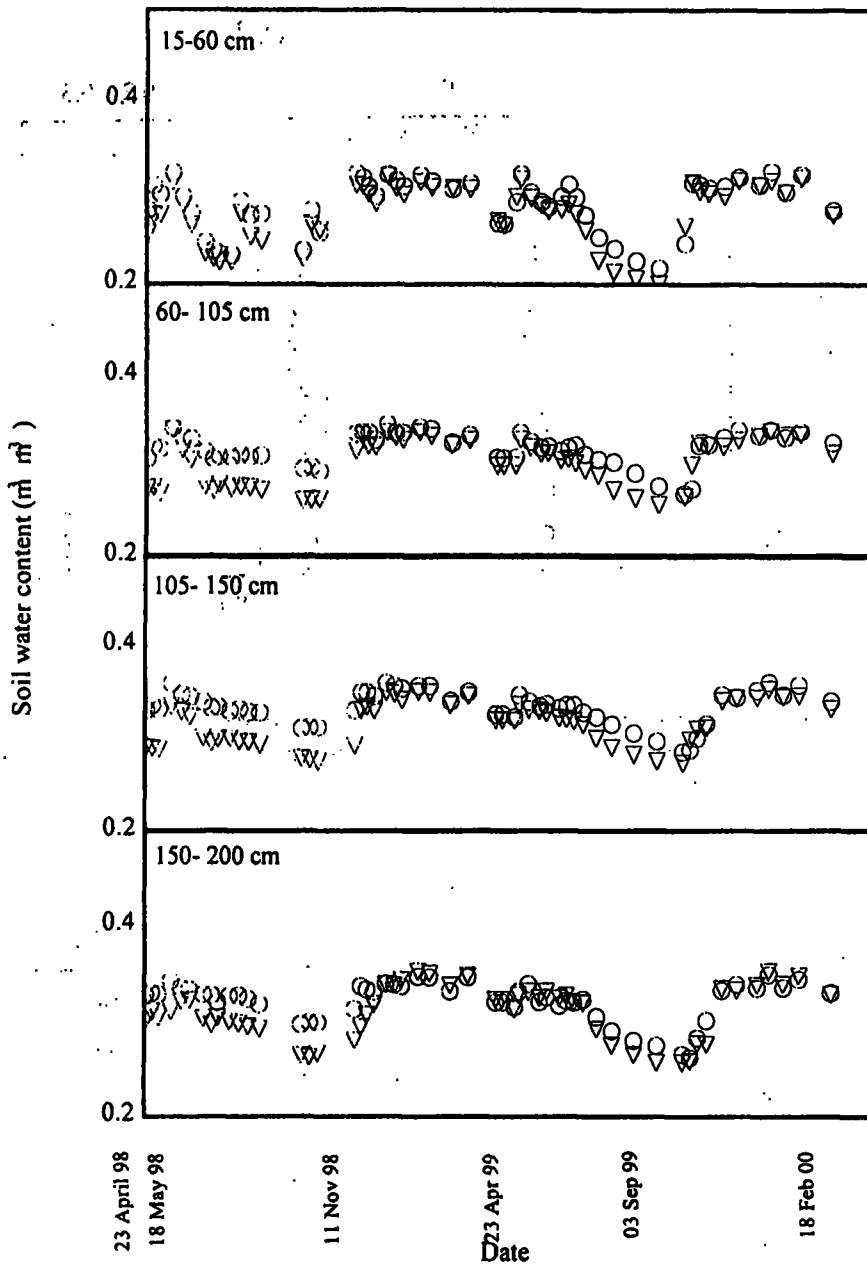 15-60 cm
0.4
0.2
60- 105 cm
0.4
0.2
105- 150 cm
0.4
0.2
150- 200 cm
0.4
0.2
Soil water content (m³ m³ )
23 April 98
18 May 98
11 Nov 98
23 Apr 99
03 Sep 99
18 Feb 00
Date